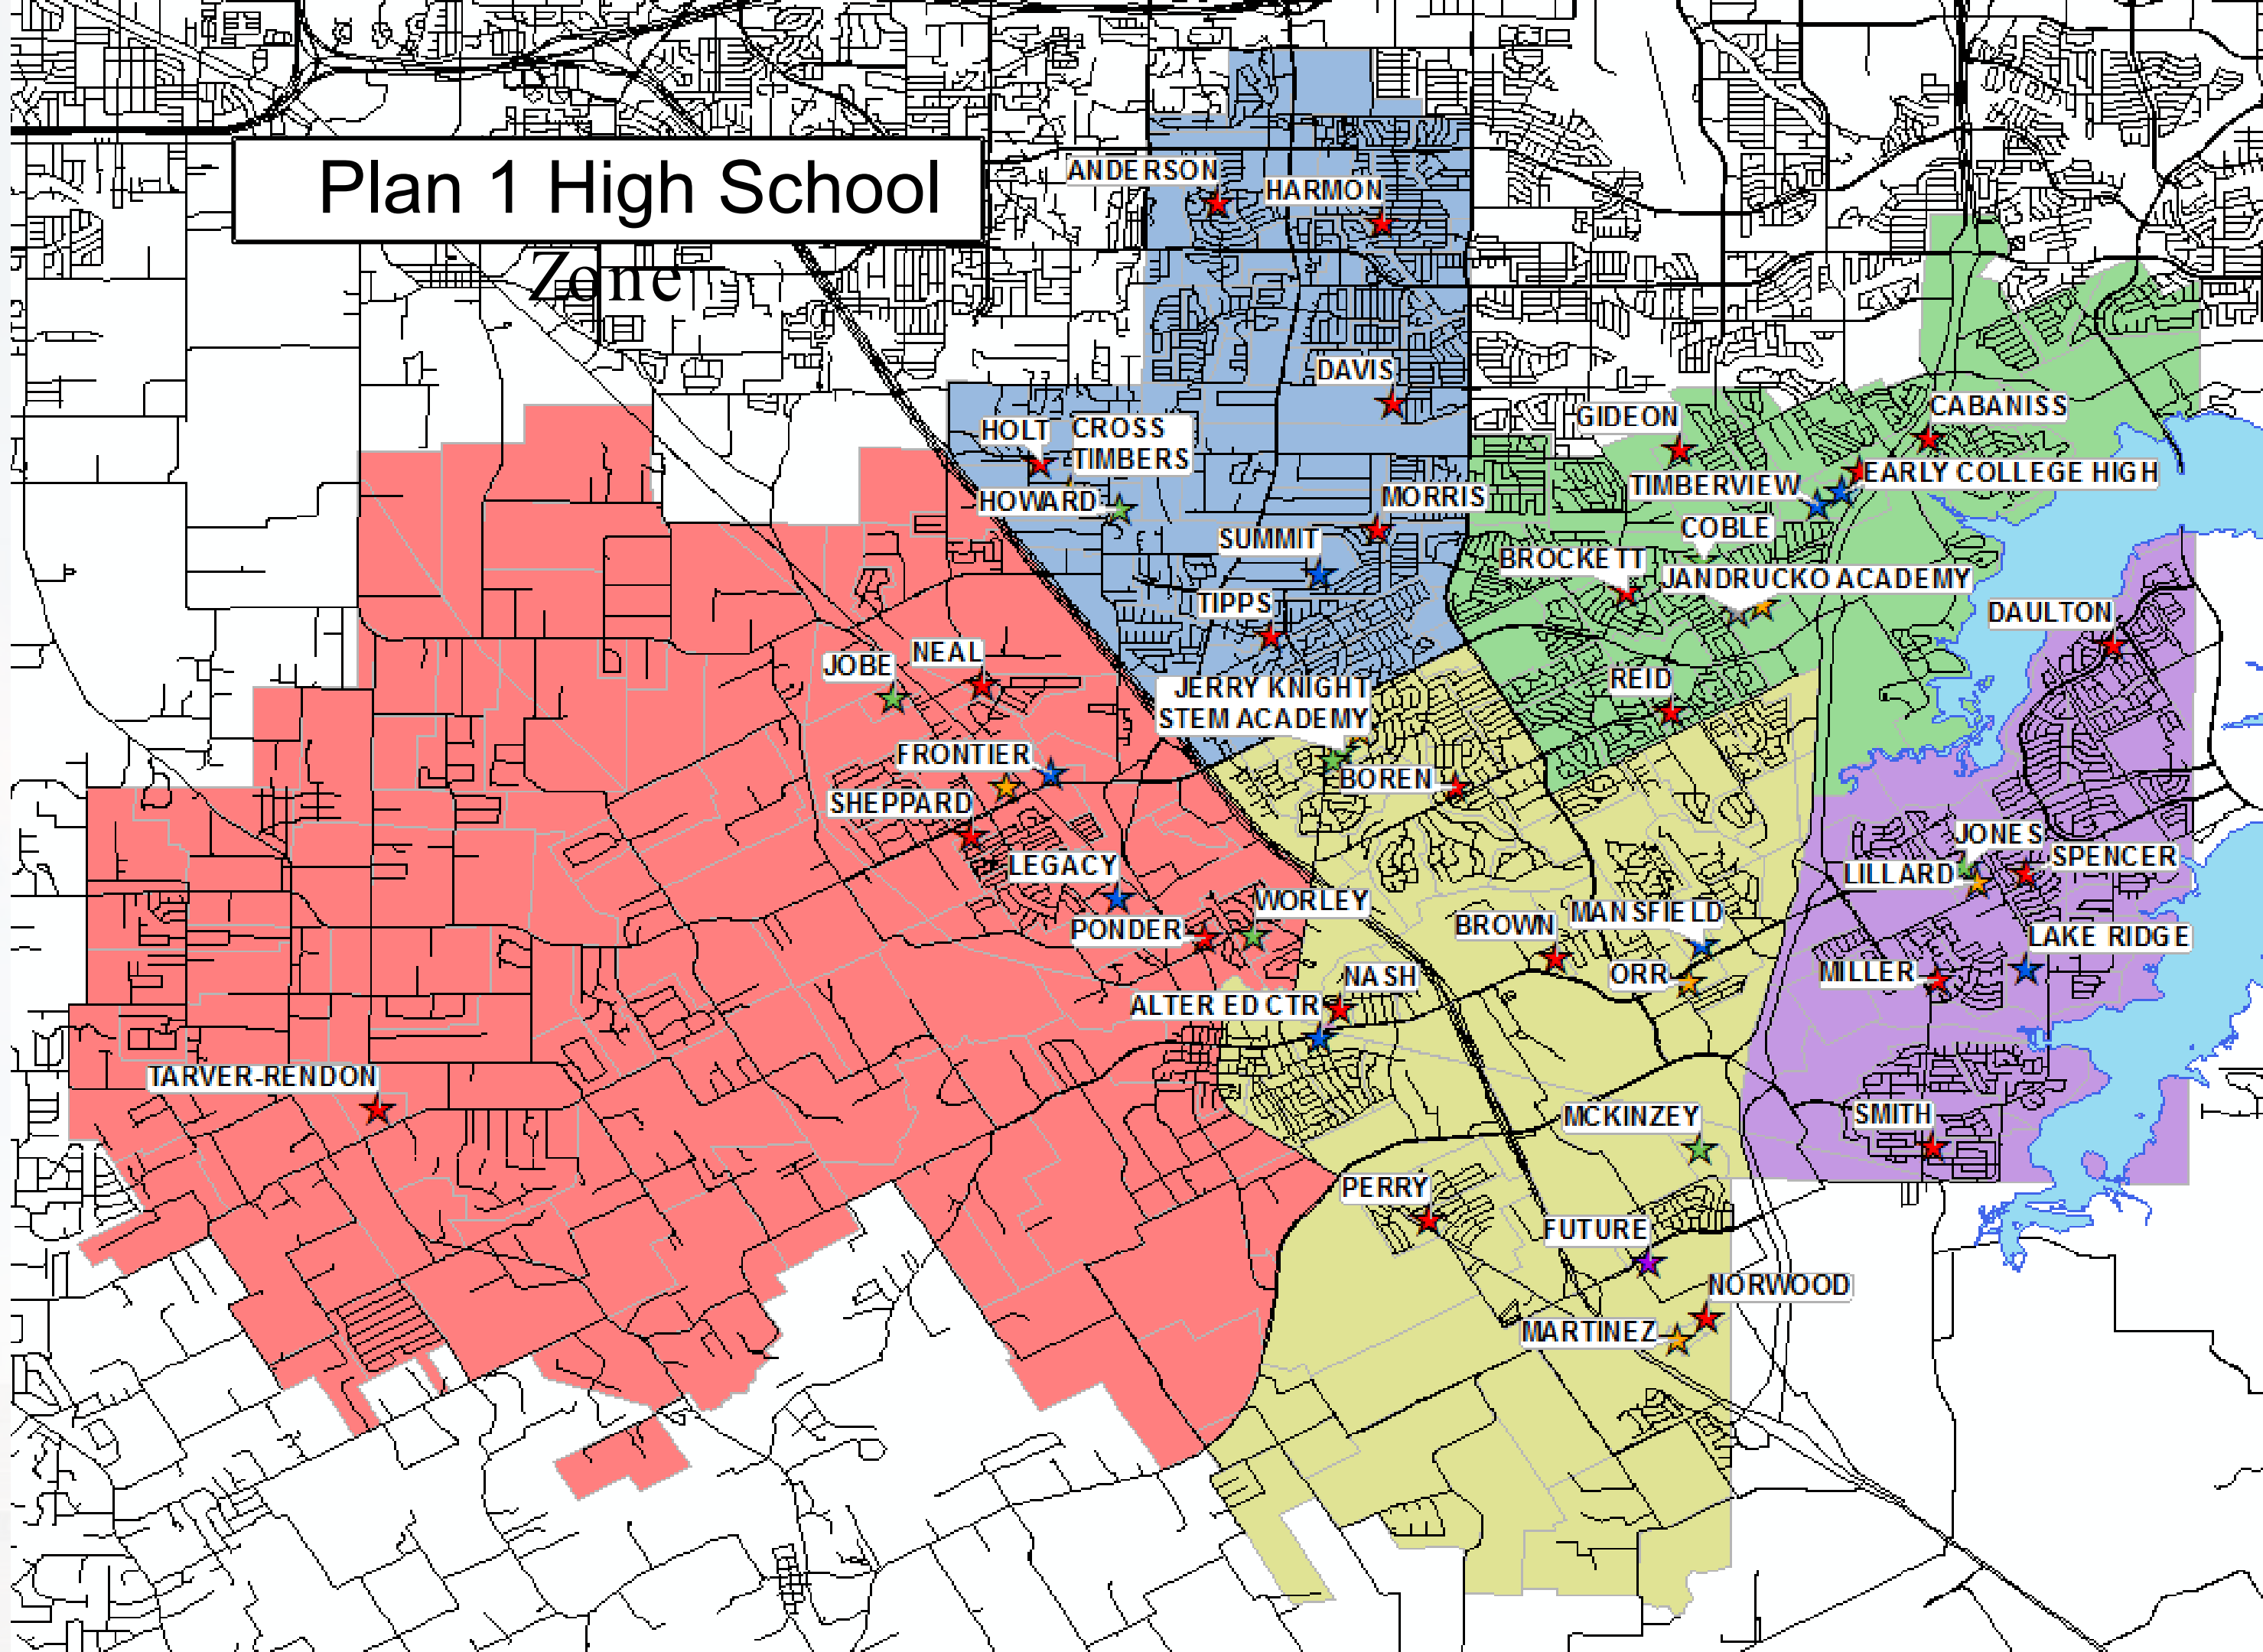 Plan 1 High School
Zone
ANDERSON
HARMON
DAVIS
HOLT
CROSS
TIMBERS
HOWARD
MORRIS
SUMMIT
TIPPS
GIDEON
CABANISS
EARLY COLLEGE HIGH
TIMBERVIEW
COBLE
BROCKETT
JANDRUCKO ACADEMY
DAULTON
REID
JOBE
NEAL
JERRY KNIGHT
STEM ACADEMY
FRONTIER
BOREN
SHEPPARD
LEGACY
WORLEY
PONDER
BROWN
MANSFIELD
ORR
JONES
SPENCER
LILLARD
LAKE RIDGE
MILLER
NASH
ALTER ED CTR
TARVER-RENDON
MCKINZEY
SMITH
PERRY
FUTURE
NORWOOD
MARTINEZ